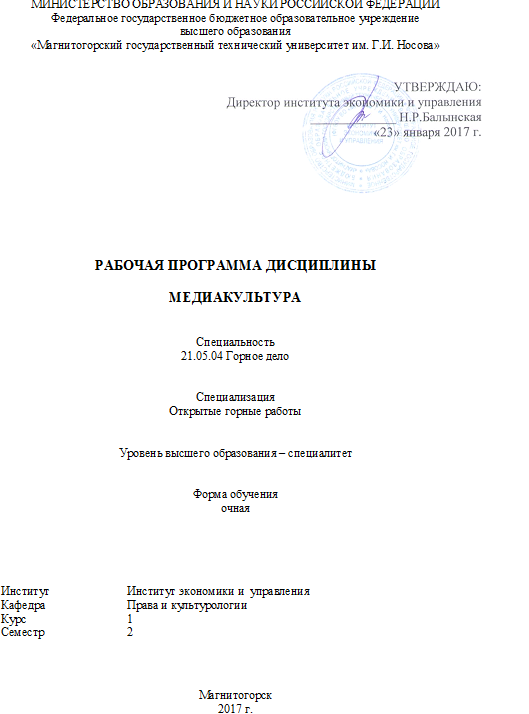 МИНИСТЕРСТВО ОБРАЗОВАНИЯ И НАУКИ РОССИЙСКОЙ ФЕДЕРАЦИИ
Федеральное государственное бюджетное образовательное учреждение
высшего образования
«Магнитогорский государственный технический университет им. Г.И. Носова»
УТВЕРЖДАЮ:
Директор института экономики и управления
Н.Р.Балынская
«23» января 2017 г.
РАБОЧАЯ ПРОГРАММА ДИСЦИПЛИНЫ
МЕДИАКУЛЬТУРА
Специальность
21.05.04 Горное дело
Специализация
Открытые горные работы
Уровень высшего образования – специалитет
Форма обучения
очная
Институт Институт экономики и управления
Кафедра Права и культурологии
Курс 1
Семестр 2
Магнитогорск
2017 г.